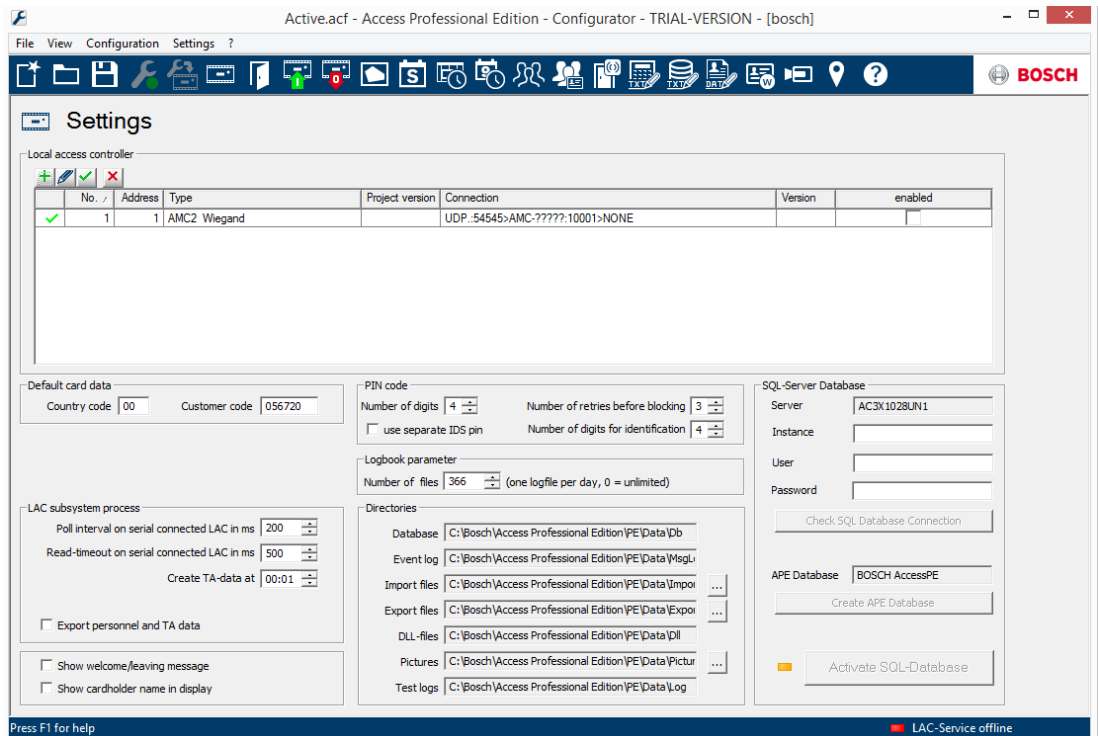 Active.acf - Access Professional Edition - Configurator - TRIAL-VERSION - [bosch]
File View Configuration Settings ?
BOSCH
Settings
Local access controller
No. Address Type Project version Connection Version enabled
1 1 AMC2 Wiegand UDP.:54545>AMC-?????:10001>NONE
Default card data
Country code 00 Customer code 056720
PIN code
Number of digits 4 Number of retries before blocking 3
use separate IDS pin Number of digits for identification 4
SQL-Server Database
Server AC3X1028UN1
Instance
User
Password
Check SQL Database Connection
APE Database BOSCH AccessPE
Create APE Database
Activate SQL-Database
Logbook parameter
Number of files 366 (one logfile per day, 0 = unlimited)
LAC subsystem process
Poll interval on serial connected LAC in ms 200
Read-timeout on serial connected LAC in ms 500
Create TA-data at 00:01
Export personnel and TA data
Show welcome/leaving message
Show cardholder name in display
Directories
Database C:\Bosch\Access Professional Edition\PE\Data\Db
Event log C:\Bosch\Access Professional Edition\PE\Data\MsgL
Import files C:\Bosch\Access Professional Edition\PE\Data\Impor
...
Export files C:\Bosch\Access Professional Edition\PE\Data\Expor
...
DLL-files C:\Bosch\Access Professional Edition\PE\Data\Dll
Pictures C:\Bosch\Access Professional Edition\PE\Data\Pictur
...
Test logs C:\Bosch\Access Professional Edition\PE\Data\Log
Press F1 for help LAC-Service offline